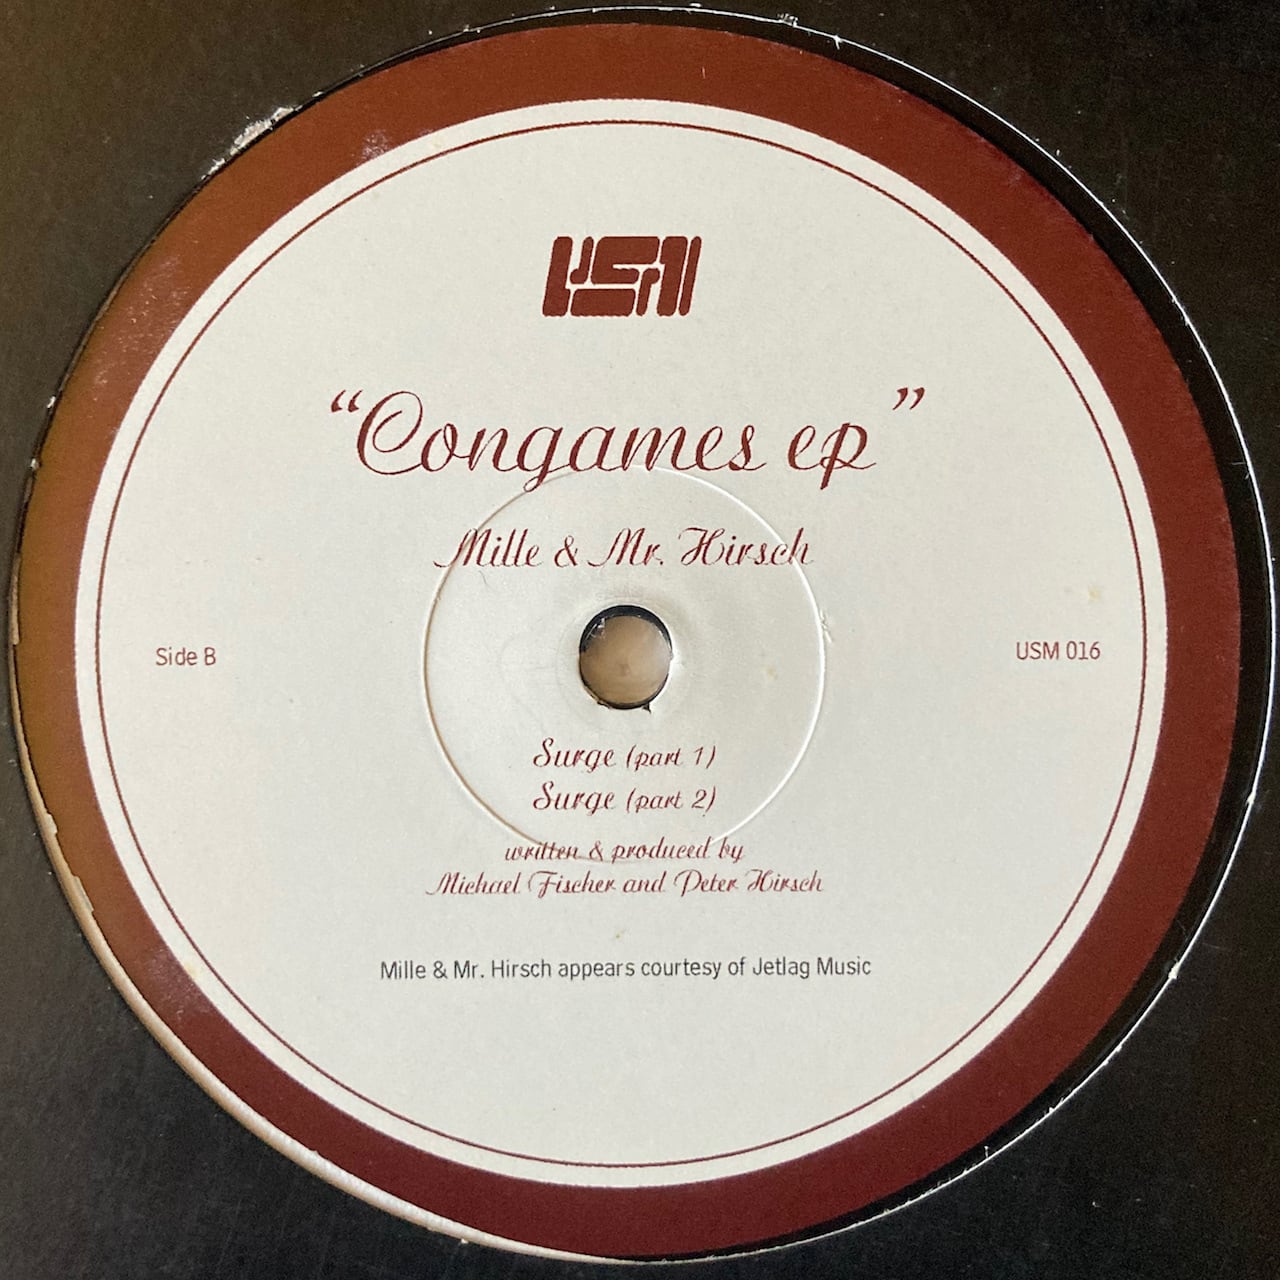 USM
“Congames ep”
Mille & Mr. Hirsch
Side B
USM 016
Surge (part 1)
Surge (part 2)
written & produced by
Michael Fischer and Peter Hirsch
Mille & Mr. Hirsch appears courtesy of Jetlag Music